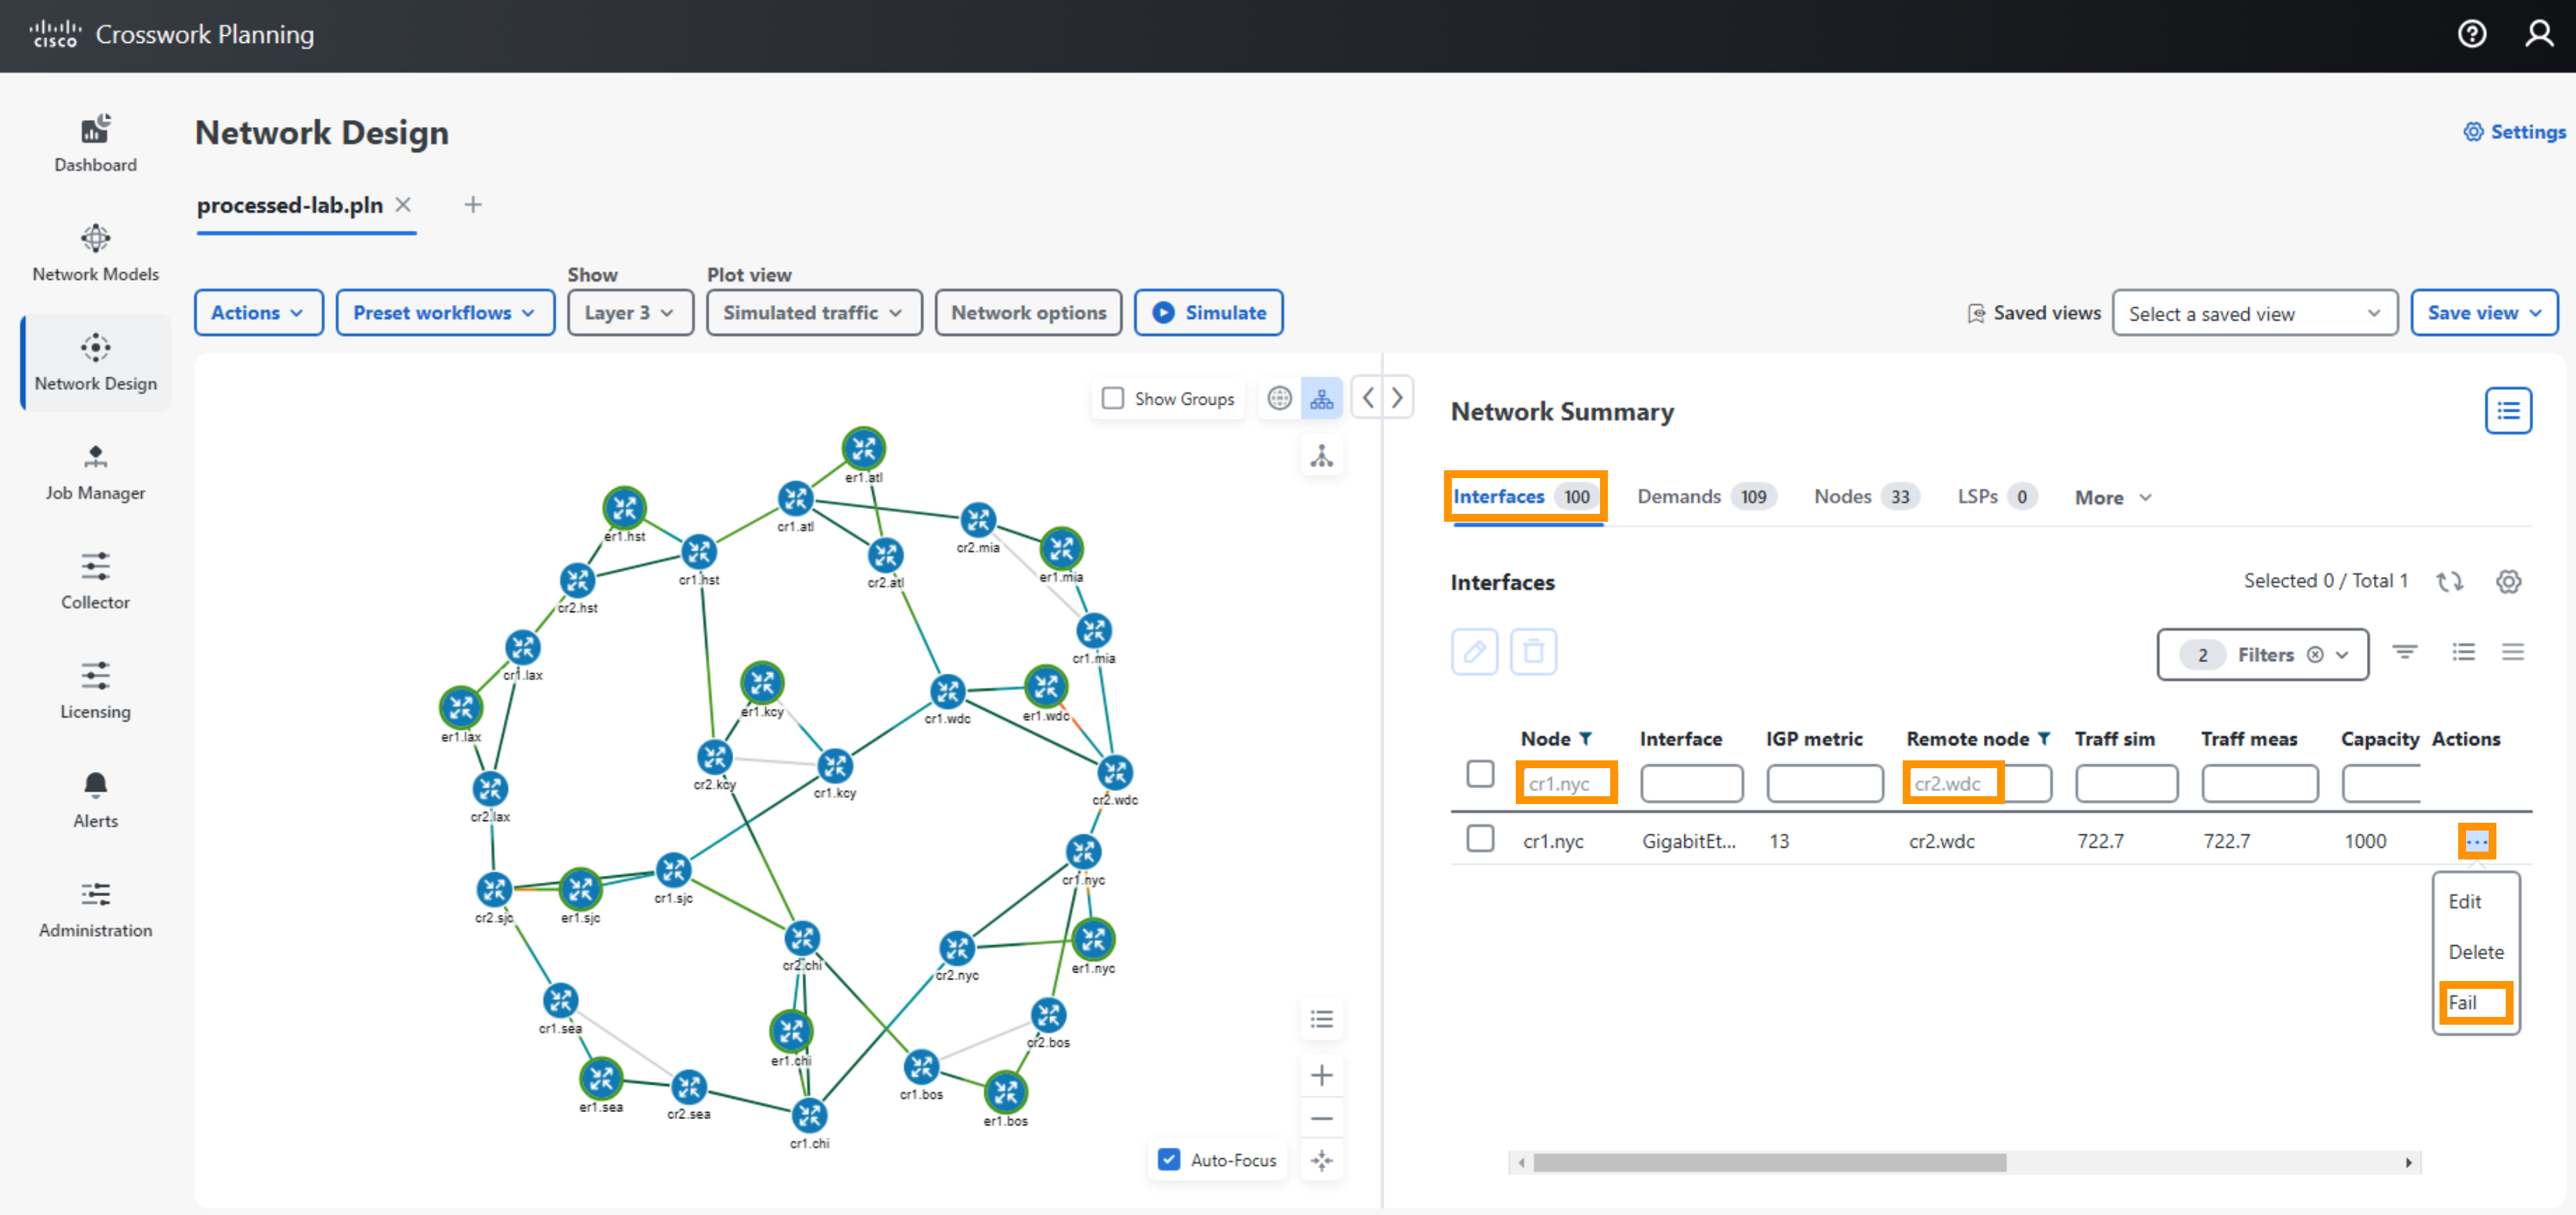 cisco Crosswork Planning
Dashboard
Network Models
Network Design
Job Manager
Collector
Licensing
Alerts
Administration
Network Design
Settings
processed-lab.pln
Show
Plot view
Actions
Preset workflows
Layer 3
Simulated traffic
Network options
Simulate
Saved views
Select a saved view
Save view
Show Groups
er1.atl
er1.hst
cr1.atl
cr2.mia
cr1.hst
cr2.atl
er1.mia
cr2.hst
cr1.mia
cr1.lax
er1.kcy
cr1.wdc
er1.wdc
er1.lax
cr2.kcy
cr1.kcy
cr2.wdc
cr2.lax
cr1.nyc
cr1.sjc
cr2.sjc
er1.sjc
cr2.chi
cr2.nyc
er1.nyc
cr1.sea
cr2.bos
er1.chi
cr1.bos
er1.sea
cr2.sea
er1.bos
cr1.chi
Auto-Focus
Network Summary
Interfaces 100
Demands 109
Nodes 33
LSPs 0
More
Interfaces
Selected 0 / Total 1
2 Filters
Node Interface IGP metric Remote node Traff sim Traff meas Capacity Actions
cr1.nyc cr2.wdc
cr1.nyc GigabitEt... 13 cr2.wdc 722.7 722.7 1000 ...
Edit
Delete
Fail